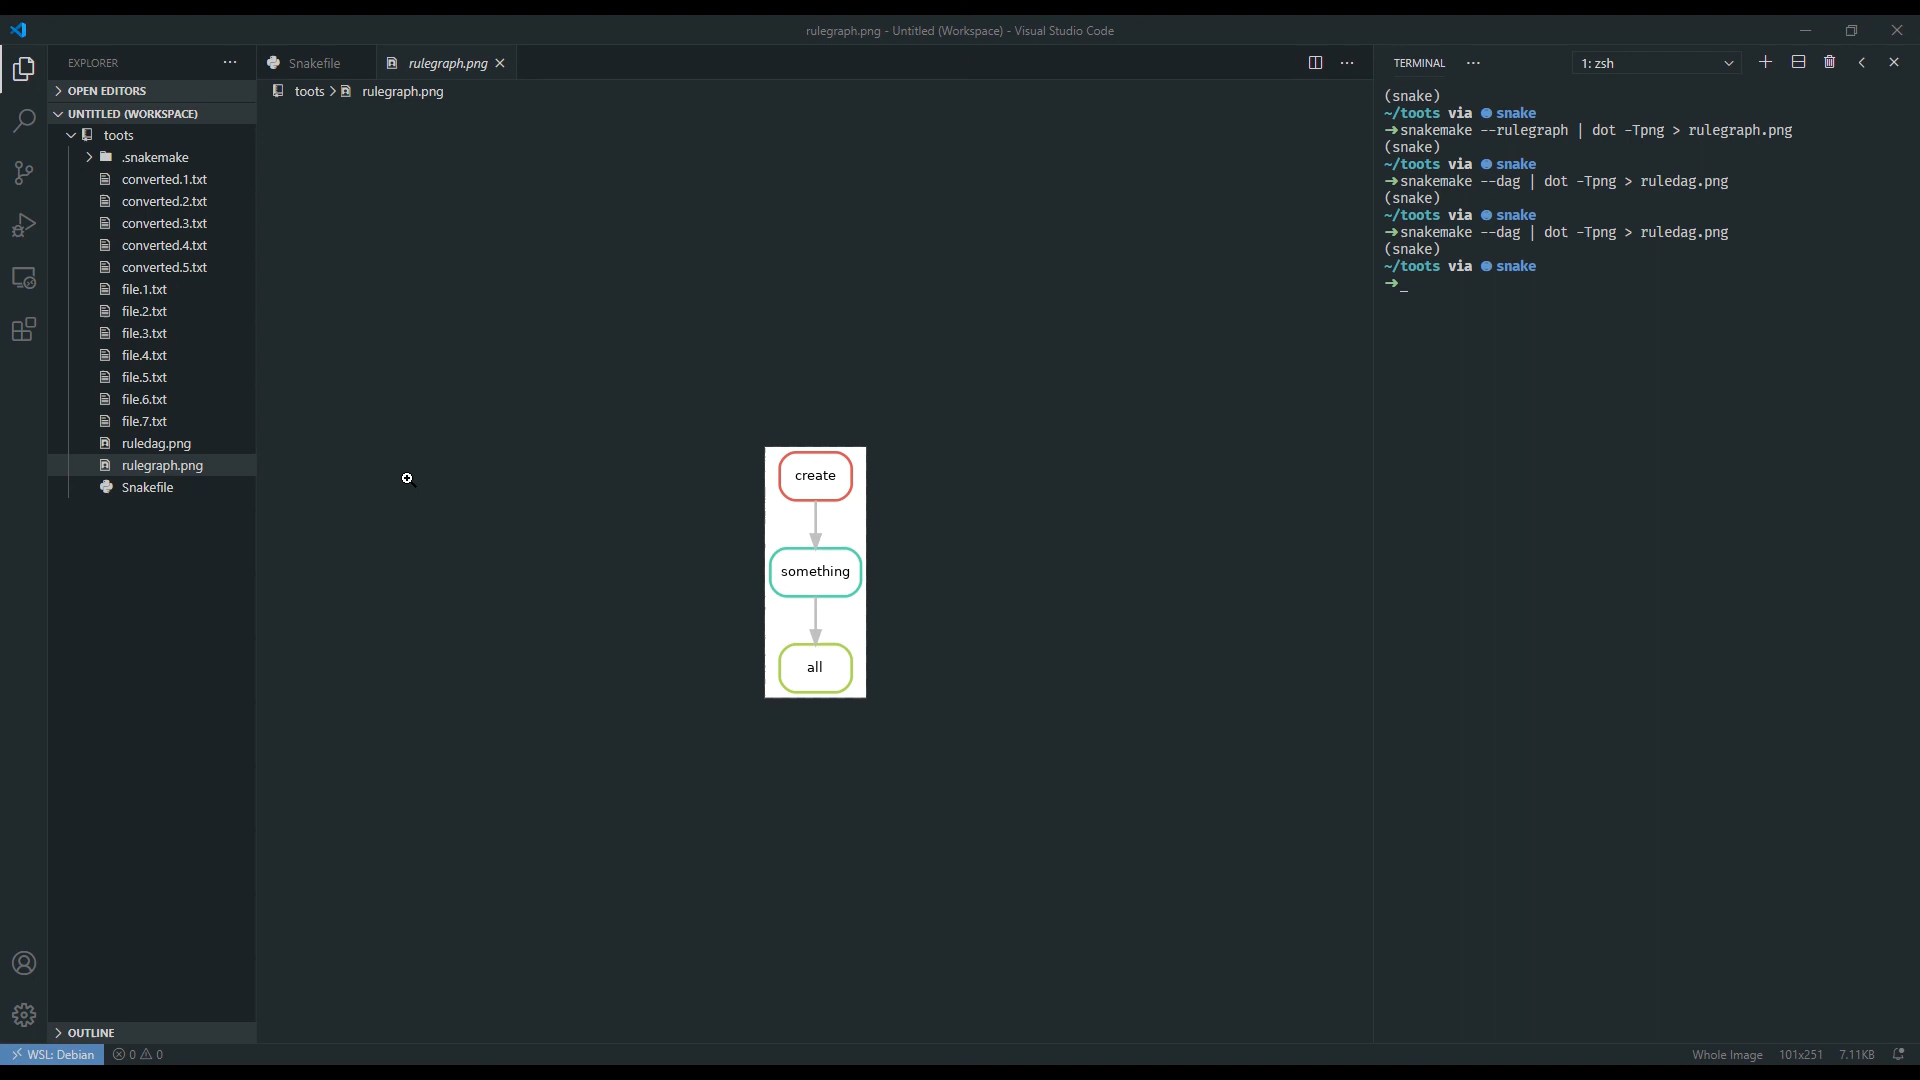 rulegraph.png - Untitled (Workspace) - Visual Studio Code
EXPLORER
OPEN EDITORS
UNTITLED (WORKSPACE)
toots
.snakemake
converted.1.txt
converted.2.txt
converted.3.txt
converted.4.txt
converted.5.txt
file.1.txt
file.2.txt
file.3.txt
file.4.txt
file.5.txt
file.6.txt
file.7.txt
ruledag.png
rulegraph.png
Snakefile
OUTLINE
Snakefile
rulegraph.png
toots > rulegraph.png
create
something
all
TERMINAL
1: zsh
(snake)
~/toots via snake
➜snakemake --rulegraph | dot -Tpng > rulegraph.png
(snake)
~/toots via snake
➜snakemake --dag | dot -Tpng > ruledag.png
(snake)
~/toots via snake
➜snakemake --dag | dot -Tpng > ruledag.png
(snake)
~/toots via snake
➜_
WSL: Debian
0 0
Whole Image 101x251 7.11KB